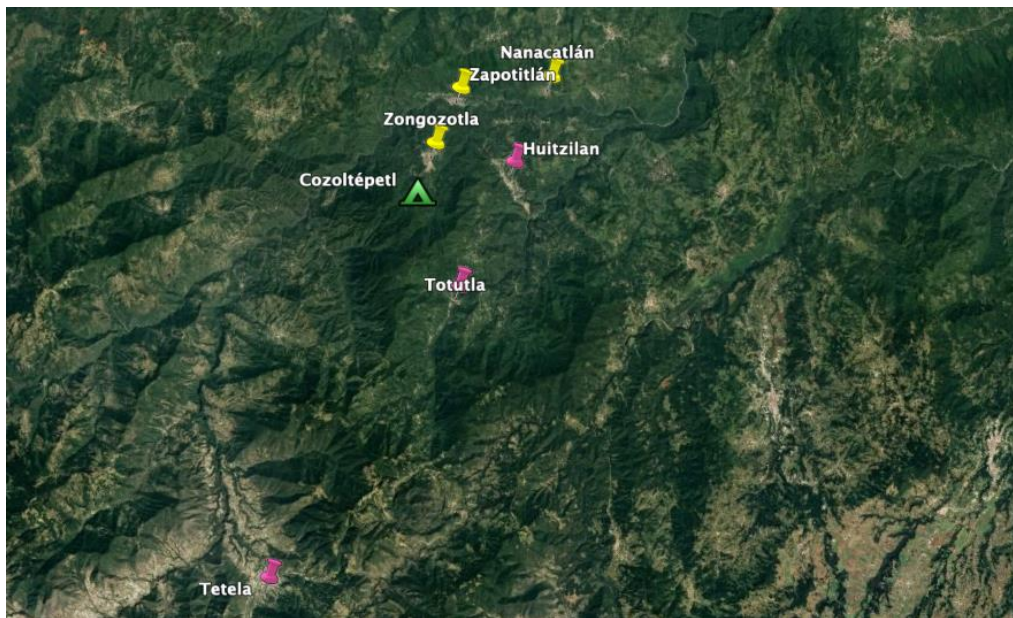 Nanacatlán
Zapotitlán
Zongozotla
Huitzilan
Cozoltépetl
Totutla
Tetela